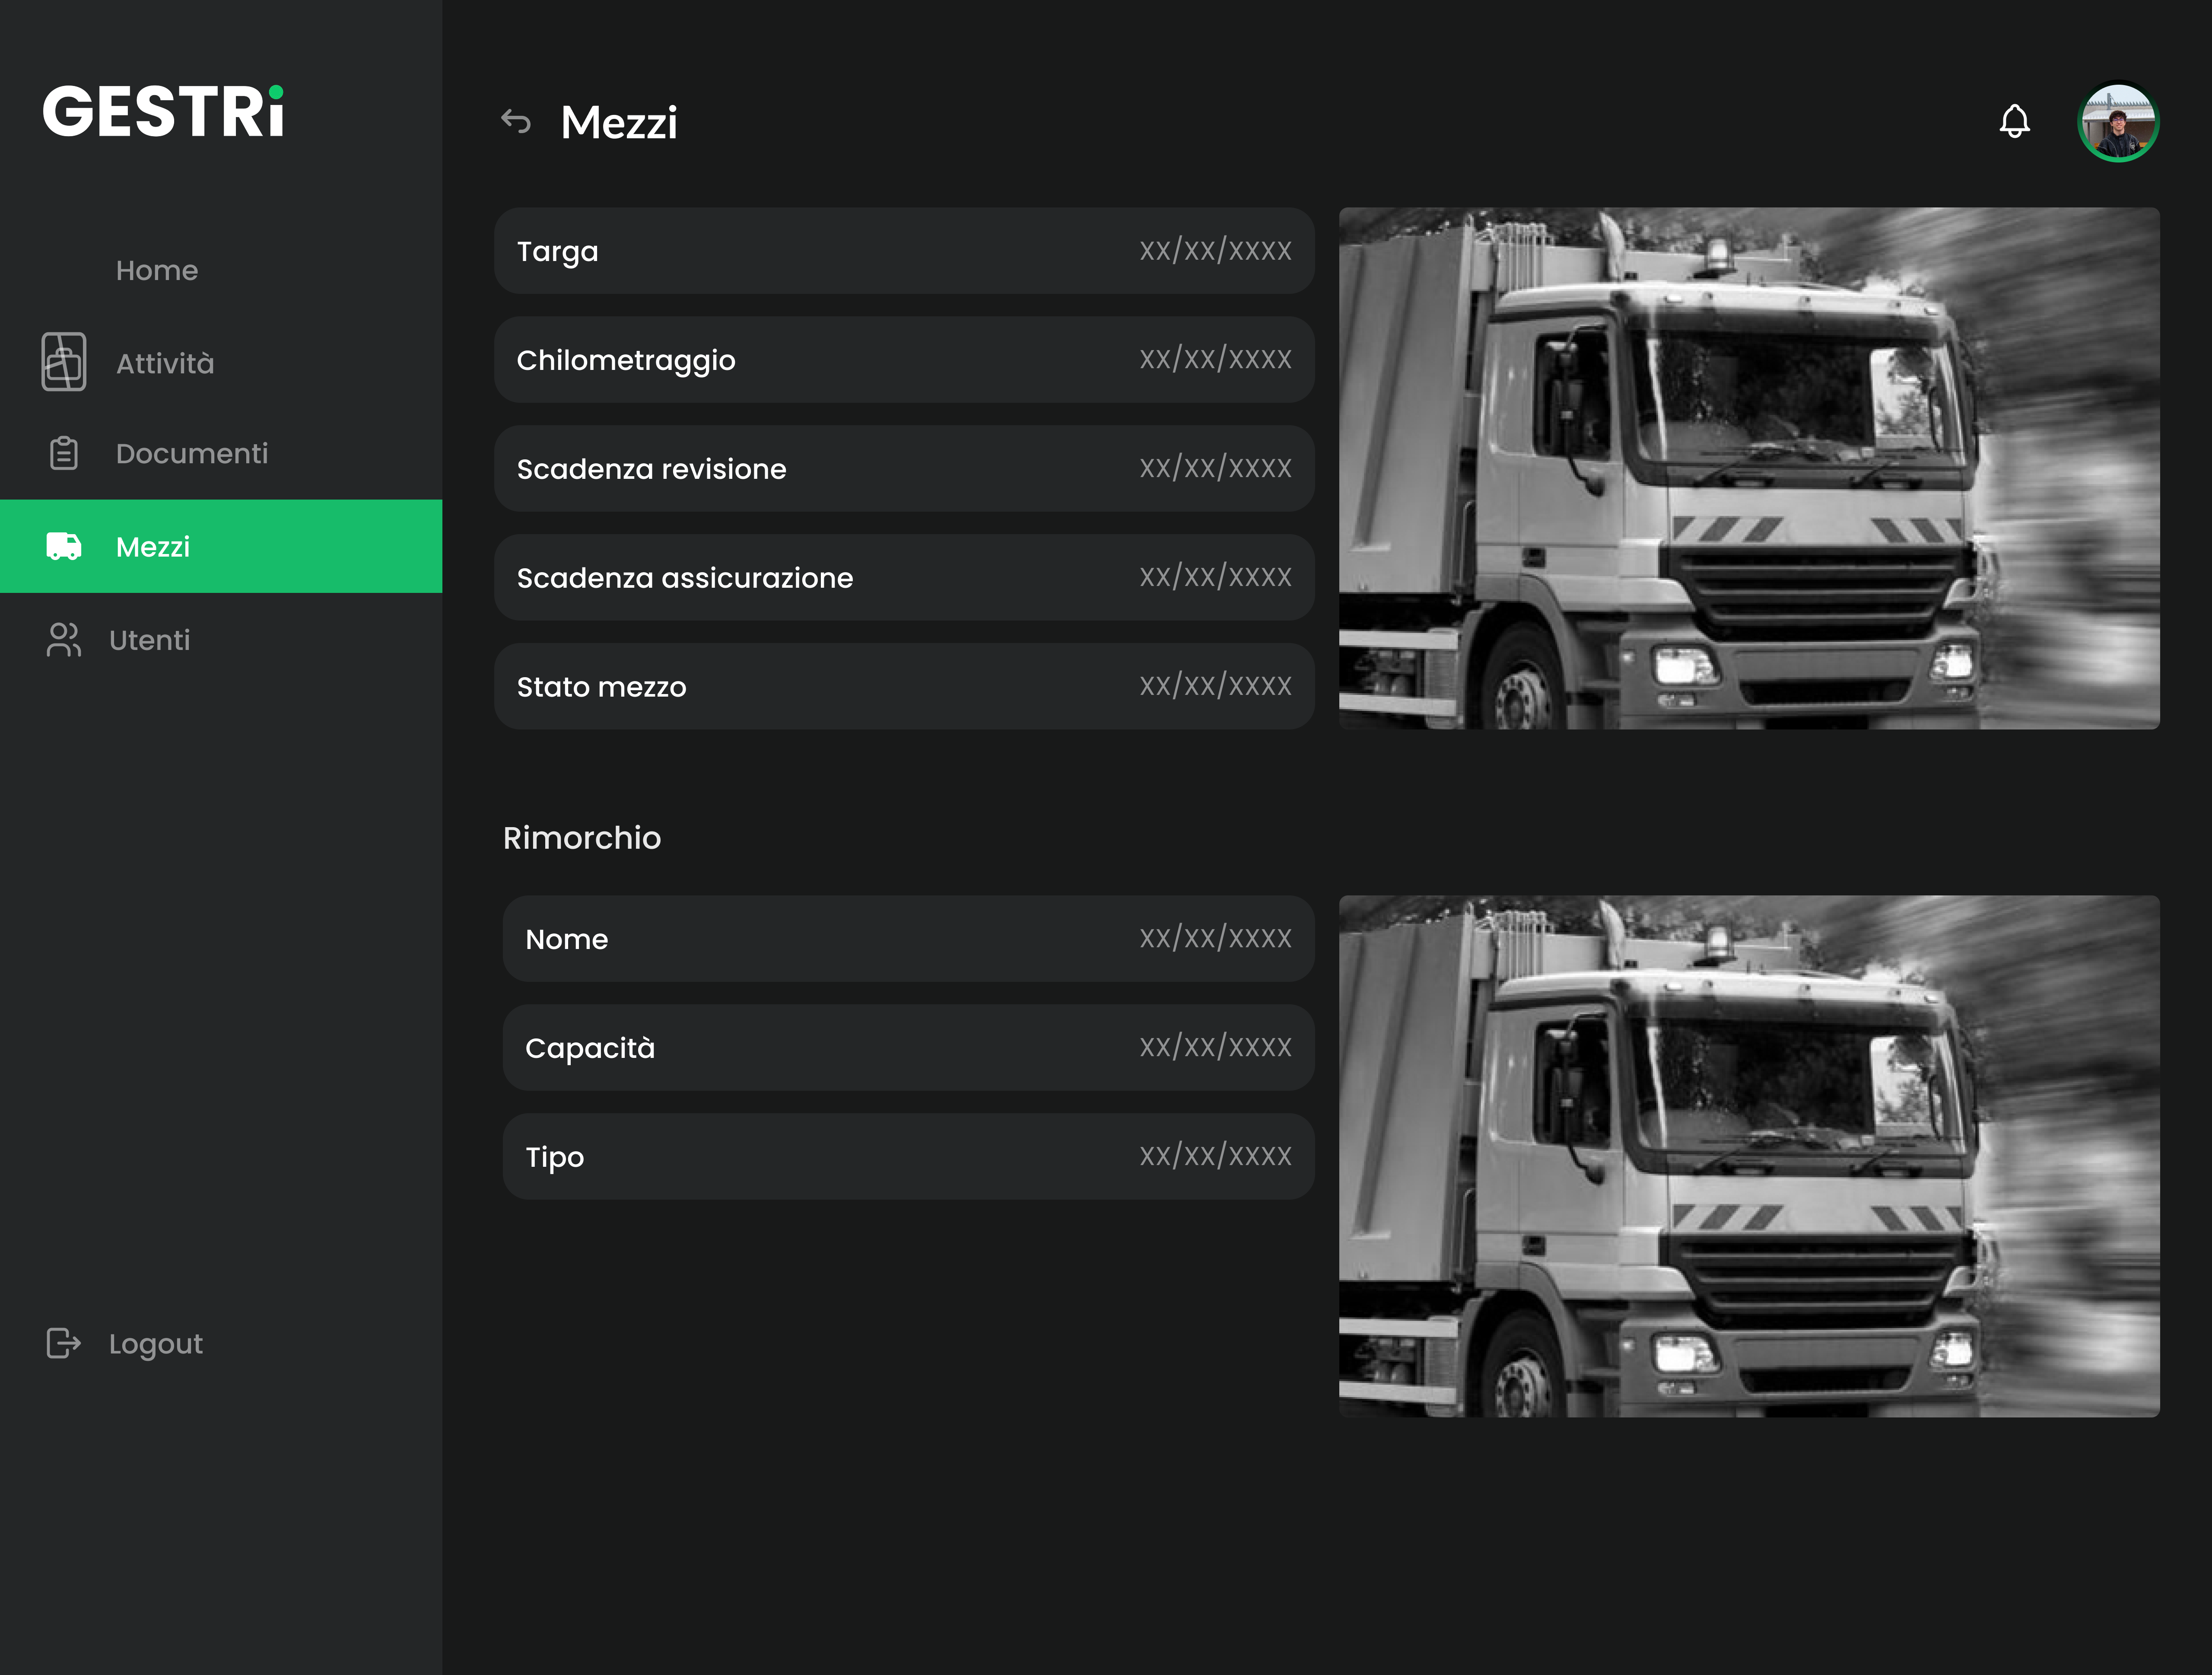 GESTRi
Home
Attività
Documenti
Mezzi
Utenti
Logout
Mezzi
Targa XX/XX/XXXX
Chilometraggio XX/XX/XXXX
Scadenza revisione XX/XX/XXXX
Scadenza assicurazione XX/XX/XXXX
Stato mezzo XX/XX/XXXX
Rimorchio
Nome XX/XX/XXXX
Capacità XX/XX/XXXX
Tipo XX/XX/XXXX